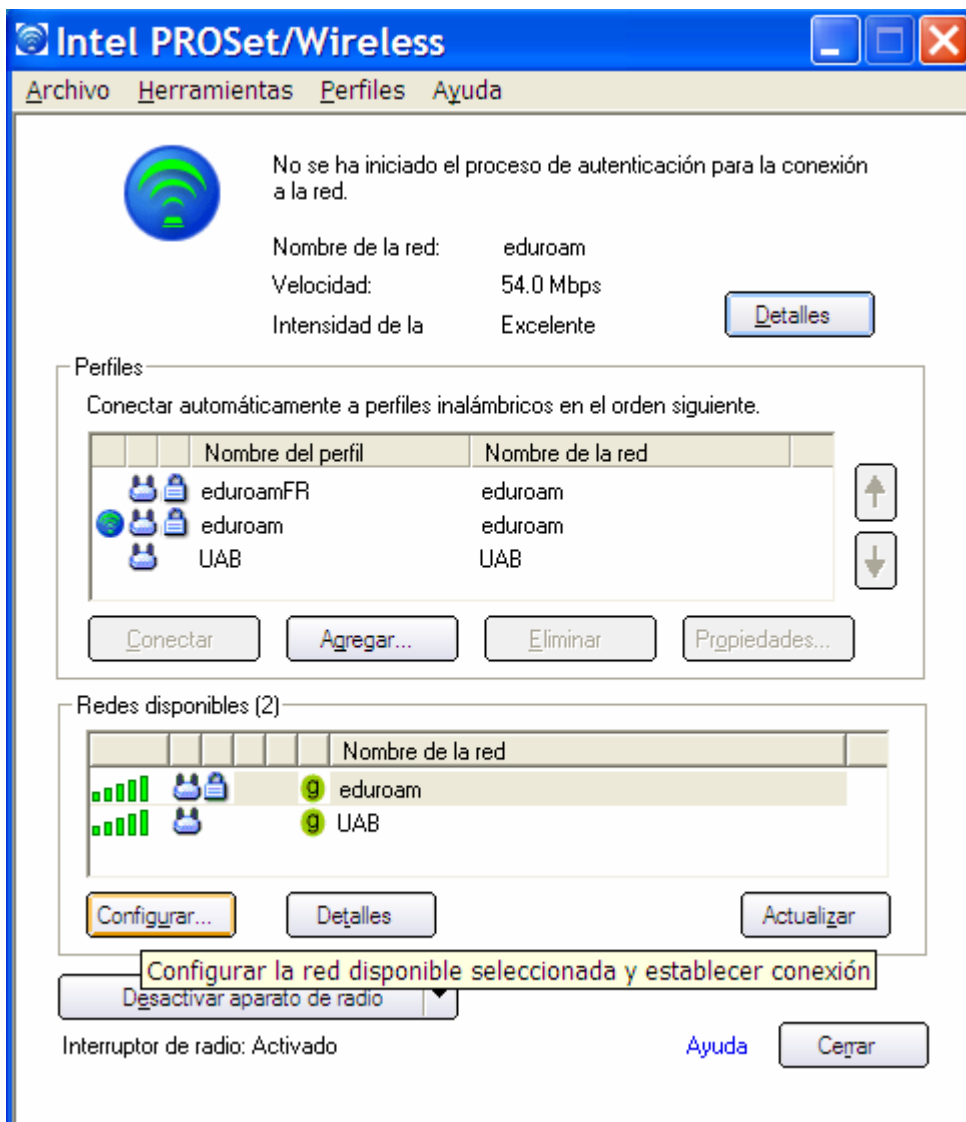 Intel PROSet/Wireless
Archivo Herramientas Perfiles Ayuda
No se ha iniciado el proceso de autenticación para la conexión
a la red.
Nombre de la red: eduroam
Velocidad: 54.0 Mbps
Intensidad de la Excelente
Detalles
Perfiles
Conectar automáticamente a perfiles inalámbricos en el orden siguiente.
Nombre del perfil Nombre de la red
eduroamFR eduroam
eduroam eduroam
UAB UAB
Conectar Agregar... Eliminar Propiedades...
Redes disponibles (2)
Nombre de la red
g eduroam
g UAB
Configurar... Detalles Actualizar
Configurar la red disponible seleccionada y establecer conexión
Desactivar aparato de radio
Interruptor de radio: Activado Ayuda Cerrar